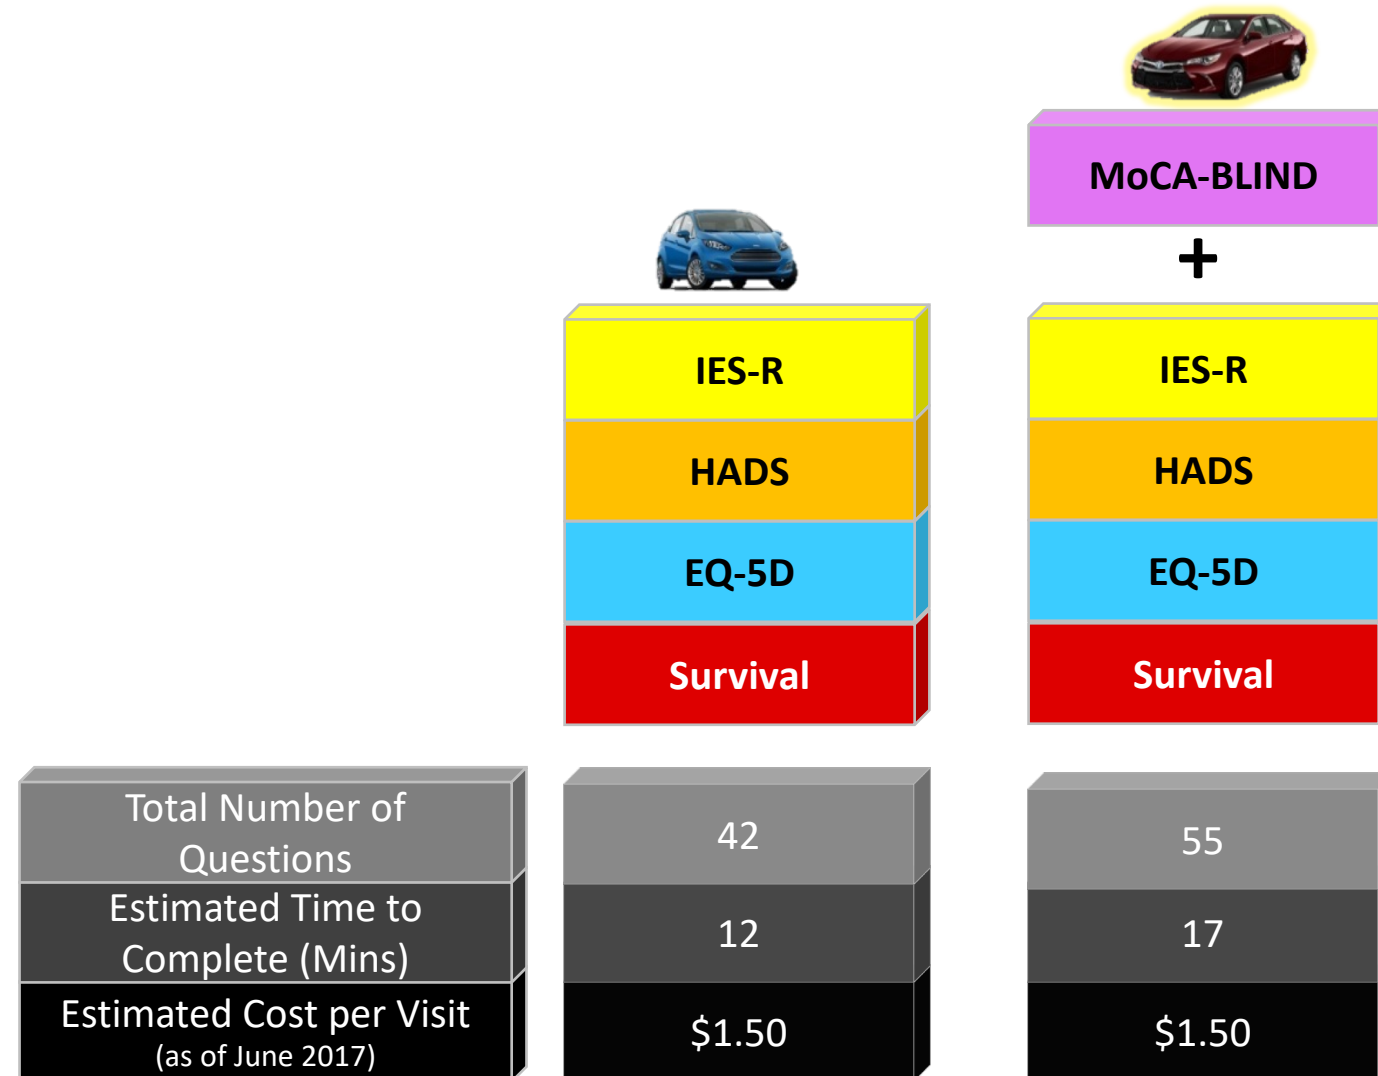 MoCA-BLIND
+
IES-R
HADS
EQ-5D
Survival
IES-R
HADS
EQ-5D
Survival
Total Number of
Questions
42
55
Estimated Time to
Complete (Mins)
12
17
Estimated Cost per Visit
(as of June 2017)
$1.50
$1.50